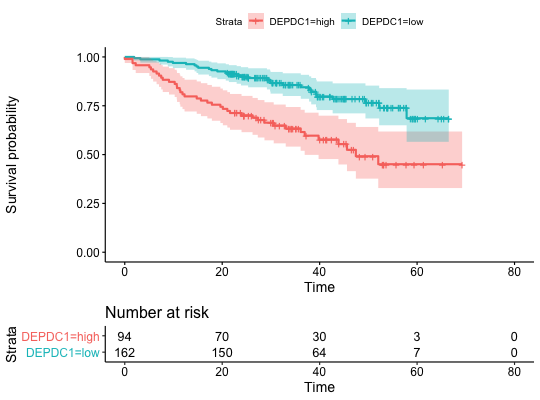 Strata DEPDC1=high DEPDC1=low
Survival probability
1.00
0.75
0.50
0.25
0.00
0 20 40 60 80
Time
Number at risk
Strata
DEPDC1=high 94 70 30 3 0
DEPDC1=low 162 150 64 7 0
0 20 40 60 80
Time